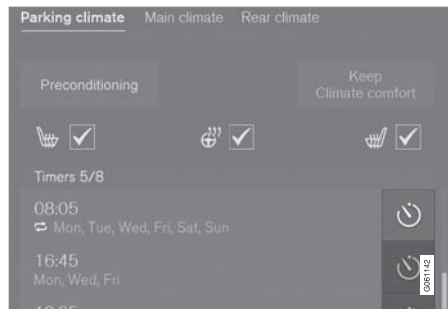 Parking climate Main climate Rear climate
Preconditioning
Keep
Climate comfort
Timers 5/8
08:05
Mon, Tue, Wed, Fri, Sat, Sun
16:45
Mon, Wed, Fri
G061142